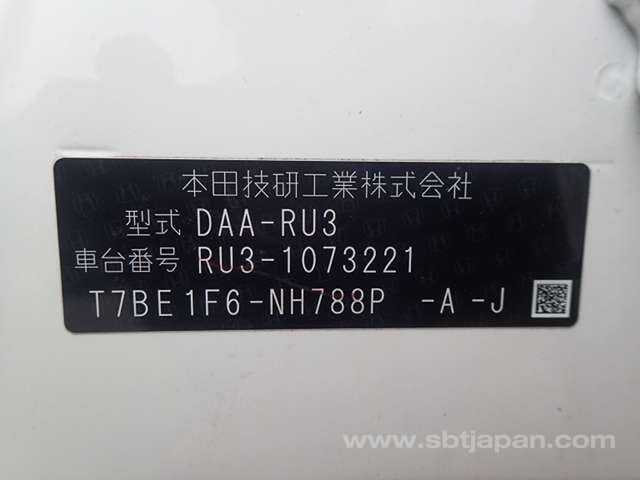 本田技研工業株式会社
型式 DAA-RU3
車台番号 RU3-1073221
T7BE1F6-NH788P -A-J
www.sbtjapan.com